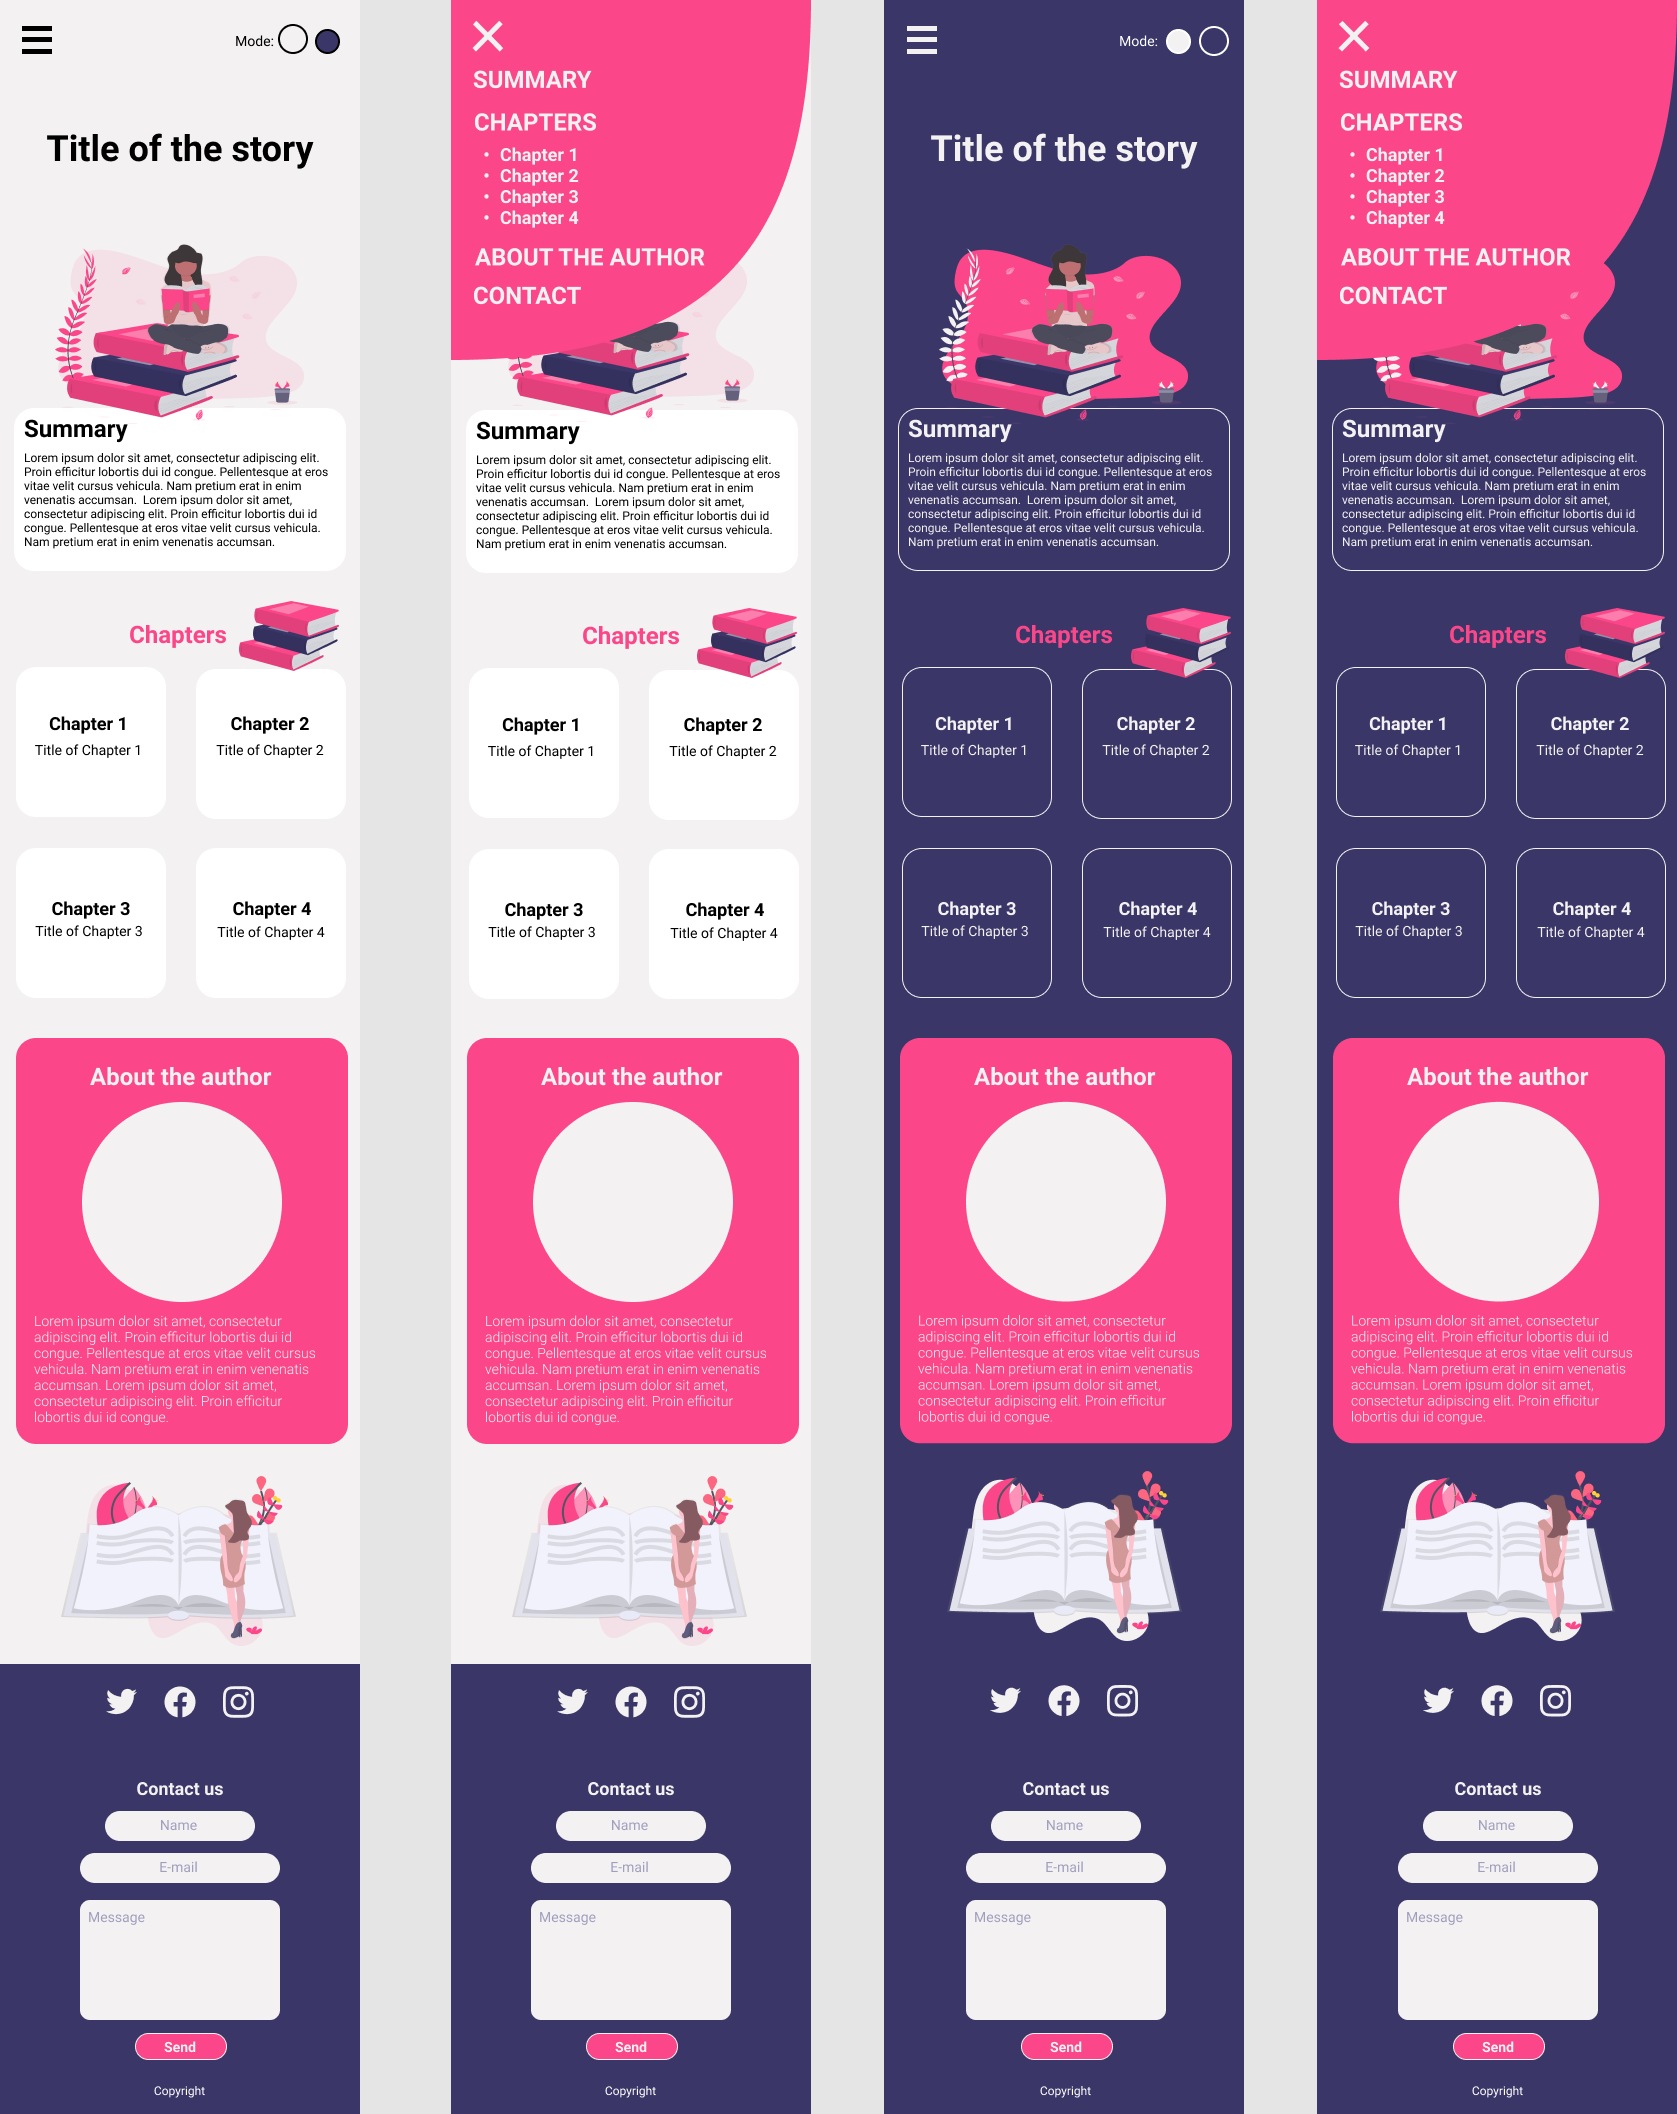 Mode:
Title of the story
Summary
Lorem ipsum dolor sit amet, consectetur adipiscing elit.
Proin efficitur lobortis dui id congue. Pellentesque at eros
vitae velit cursus vehicula. Nam pretium erat in enim
venenatis accumsan.  Lorem ipsum dolor sit amet,
consectetur adipiscing elit. Proin efficitur lobortis dui id
congue. Pellentesque at eros vitae velit cursus vehicula.
Nam pretium erat in enim venenatis accumsan.
Chapters
Chapter 1
Title of Chapter 1
Chapter 2
Title of Chapter 2
Chapter 3
Title of Chapter 3
Chapter 4
Title of Chapter 4
About the author
Lorem ipsum dolor sit amet, consectetur
adipiscing elit. Proin efficitur lobortis dui id
congue. Pellentesque at eros vitae velit cursus
vehicula. Nam pretium erat in enim venenatis
accumsan. Lorem ipsum dolor sit amet,
consectetur adipiscing elit. Proin efficitur
lobortis dui id congue.
Contact us
Name
E-mail
Message
Send
Copyright
SUMMARY
CHAPTERS
• Chapter 1
• Chapter 2
• Chapter 3
• Chapter 4
ABOUT THE AUTHOR
CONTACT
Summary
Lorem ipsum dolor sit amet, consectetur adipiscing elit.
Proin efficitur lobortis dui id congue. Pellentesque at eros
vitae velit cursus vehicula. Nam pretium erat in enim
venenatis accumsan.  Lorem ipsum dolor sit amet,
consectetur adipiscing elit. Proin efficitur lobortis dui id
congue. Pellentesque at eros vitae velit cursus vehicula.
Nam pretium erat in enim venenatis accumsan.
Chapters
Chapter 1
Title of Chapter 1
Chapter 2
Title of Chapter 2
Chapter 3
Title of Chapter 3
Chapter 4
Title of Chapter 4
About the author
Lorem ipsum dolor sit amet, consectetur
adipiscing elit. Proin efficitur lobortis dui id
congue. Pellentesque at eros vitae velit cursus
vehicula. Nam pretium erat in enim venenatis
accumsan. Lorem ipsum dolor sit amet,
consectetur adipiscing elit. Proin efficitur
lobortis dui id congue.
Contact us
Name
E-mail
Message
Send
Copyright
Mode:
Title of the story
Summary
Lorem ipsum dolor sit amet, consectetur adipiscing elit.
Proin efficitur lobortis dui id congue. Pellentesque at eros
vitae velit cursus vehicula. Nam pretium erat in enim
venenatis accumsan.  Lorem ipsum dolor sit amet,
consectetur adipiscing elit. Proin efficitur lobortis dui id
congue. Pellentesque at eros vitae velit cursus vehicula.
Nam pretium erat in enim venenatis accumsan.
Chapters
Chapter 1
Title of Chapter 1
Chapter 2
Title of Chapter 2
Chapter 3
Title of Chapter 3
Chapter 4
Title of Chapter 4
About the author
Lorem ipsum dolor sit amet, consectetur
adipiscing elit. Proin efficitur lobortis dui id
congue. Pellentesque at eros vitae velit cursus
vehicula. Nam pretium erat in enim venenatis
accumsan. Lorem ipsum dolor sit amet,
consectetur adipiscing elit. Proin efficitur
lobortis dui id congue.
Contact us
Name
E-mail
Message
Send
Copyright
SUMMARY
CHAPTERS
• Chapter 1
• Chapter 2
• Chapter 3
• Chapter 4
ABOUT THE AUTHOR
CONTACT
Summary
Lorem ipsum dolor sit amet, consectetur adipiscing elit.
Proin efficitur lobortis dui id congue. Pellentesque at eros
vitae velit cursus vehicula. Nam pretium erat in enim
venenatis accumsan.  Lorem ipsum dolor sit amet,
consectetur adipiscing elit. Proin efficitur lobortis dui id
congue. Pellentesque at eros vitae velit cursus vehicula.
Nam pretium erat in enim venenatis accumsan.
Chapters
Chapter 1
Title of Chapter 1
Chapter 2
Title of Chapter 2
Chapter 3
Title of Chapter 3
Chapter 4
Title of Chapter 4
About the author
Lorem ipsum dolor sit amet, consectetur
adipiscing elit. Proin efficitur lobortis dui id
congue. Pellentesque at eros vitae velit cursus
vehicula. Nam pretium erat in enim venenatis
accumsan. Lorem ipsum dolor sit amet,
consectetur adipiscing elit. Proin efficitur
lobortis dui id congue.
Contact us
Name
E-mail
Message
Send
Copyright